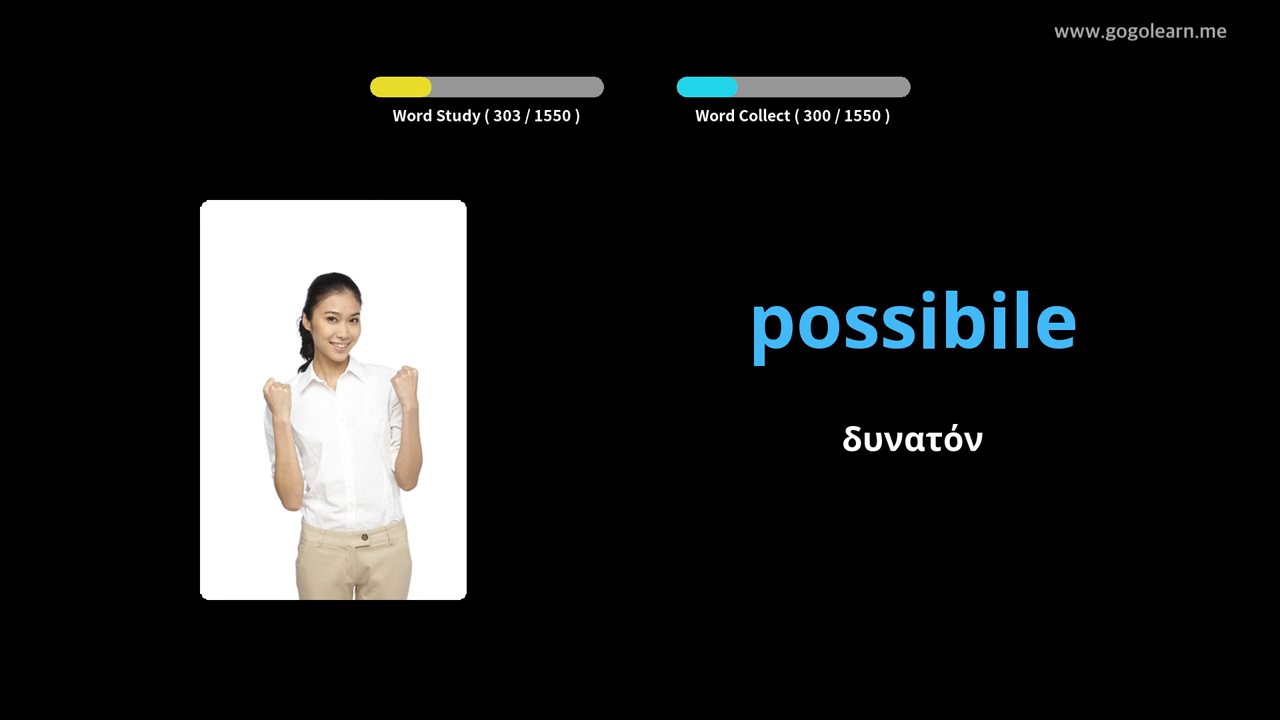 www.gogolearn.me
Word Study ( 303 / 1550 )
Word Collect ( 300 / 1550 )
possibile
δυνατόν